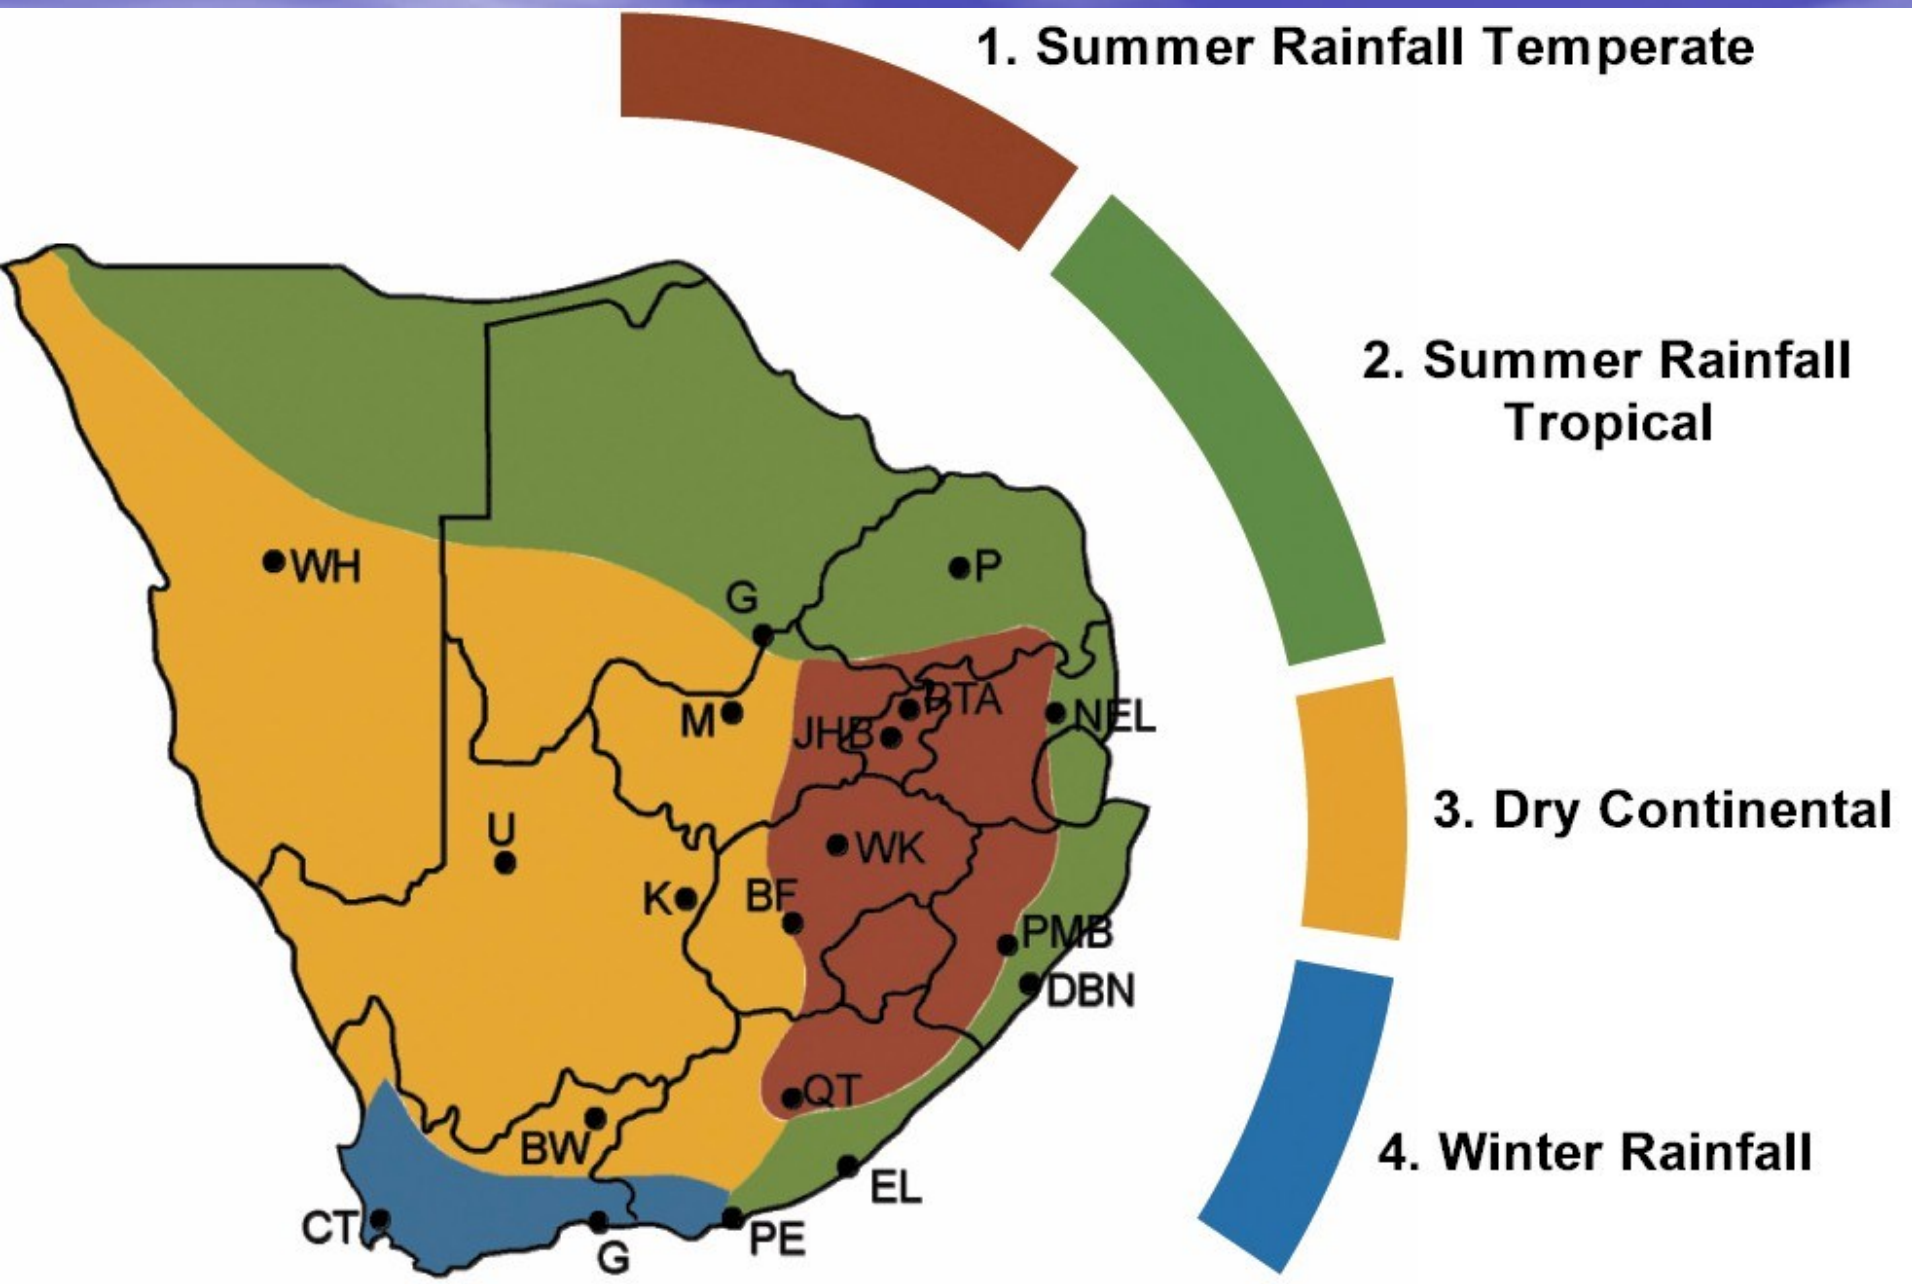 1. Summer Rainfall Temperate
2. Summer Rainfall
Tropical
3. Dry Continental
4. Winter Rainfall
WH
P
G
M
PTA
JHB
NEL
U
WK
K
BF
PMB
DBN
QT
BW
EL
CT
G
PE